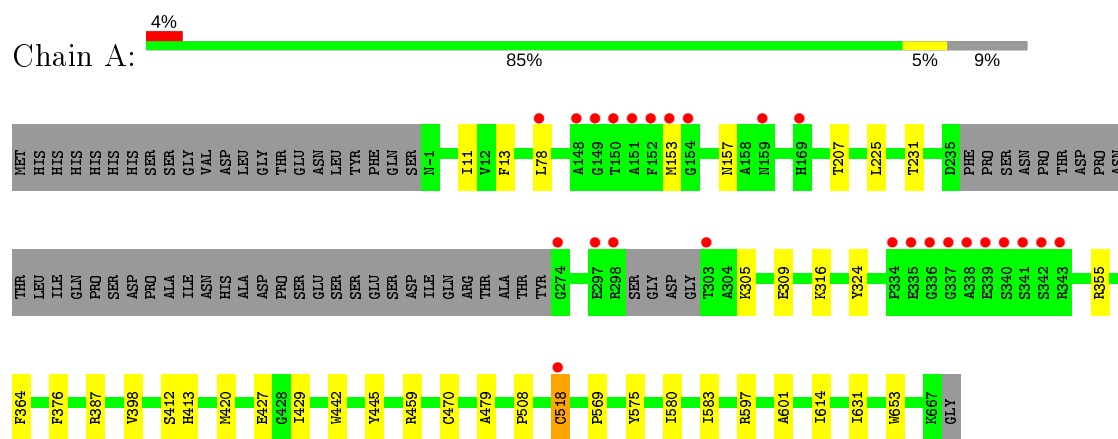 4%
Chain A:
85% 5% 9%
MET HIS HIS HIS HIS HIS HIS SER SER GLY VAL ASP LEU GLY THR GLU ASN LEU TYR PHE GLN SER N-1 I11 V12 F13 L78 A148 G149 T150 A151 F152 M153 G154 N157 A158 N159 H169 T207 L225 T231 D235 PHE PRO SER ASN PRO THR ASP PRO ASN
THR LEU ILE GLN PRO SER ASP PRO ALA ILE ASN HIS ALA ASP PRO SER GLU SER SER GLU SER ASP ILE GLN ARG THR ALA THR TYR G274 E297 R298 SER GLY ASP GLY T303 A304 K305 E309 K316 Y324 P334 E335 G336 G337 A338 E339 S340 S341 S342 R343 R355
F364 F376 R387 V398 S412 H413 M420 E427 G428 I429 W442 Y445 R459 C470 A479 P508 C518 P569 Y575 I580 I583 R597 A601 I614 I631 W653 K667 GLY